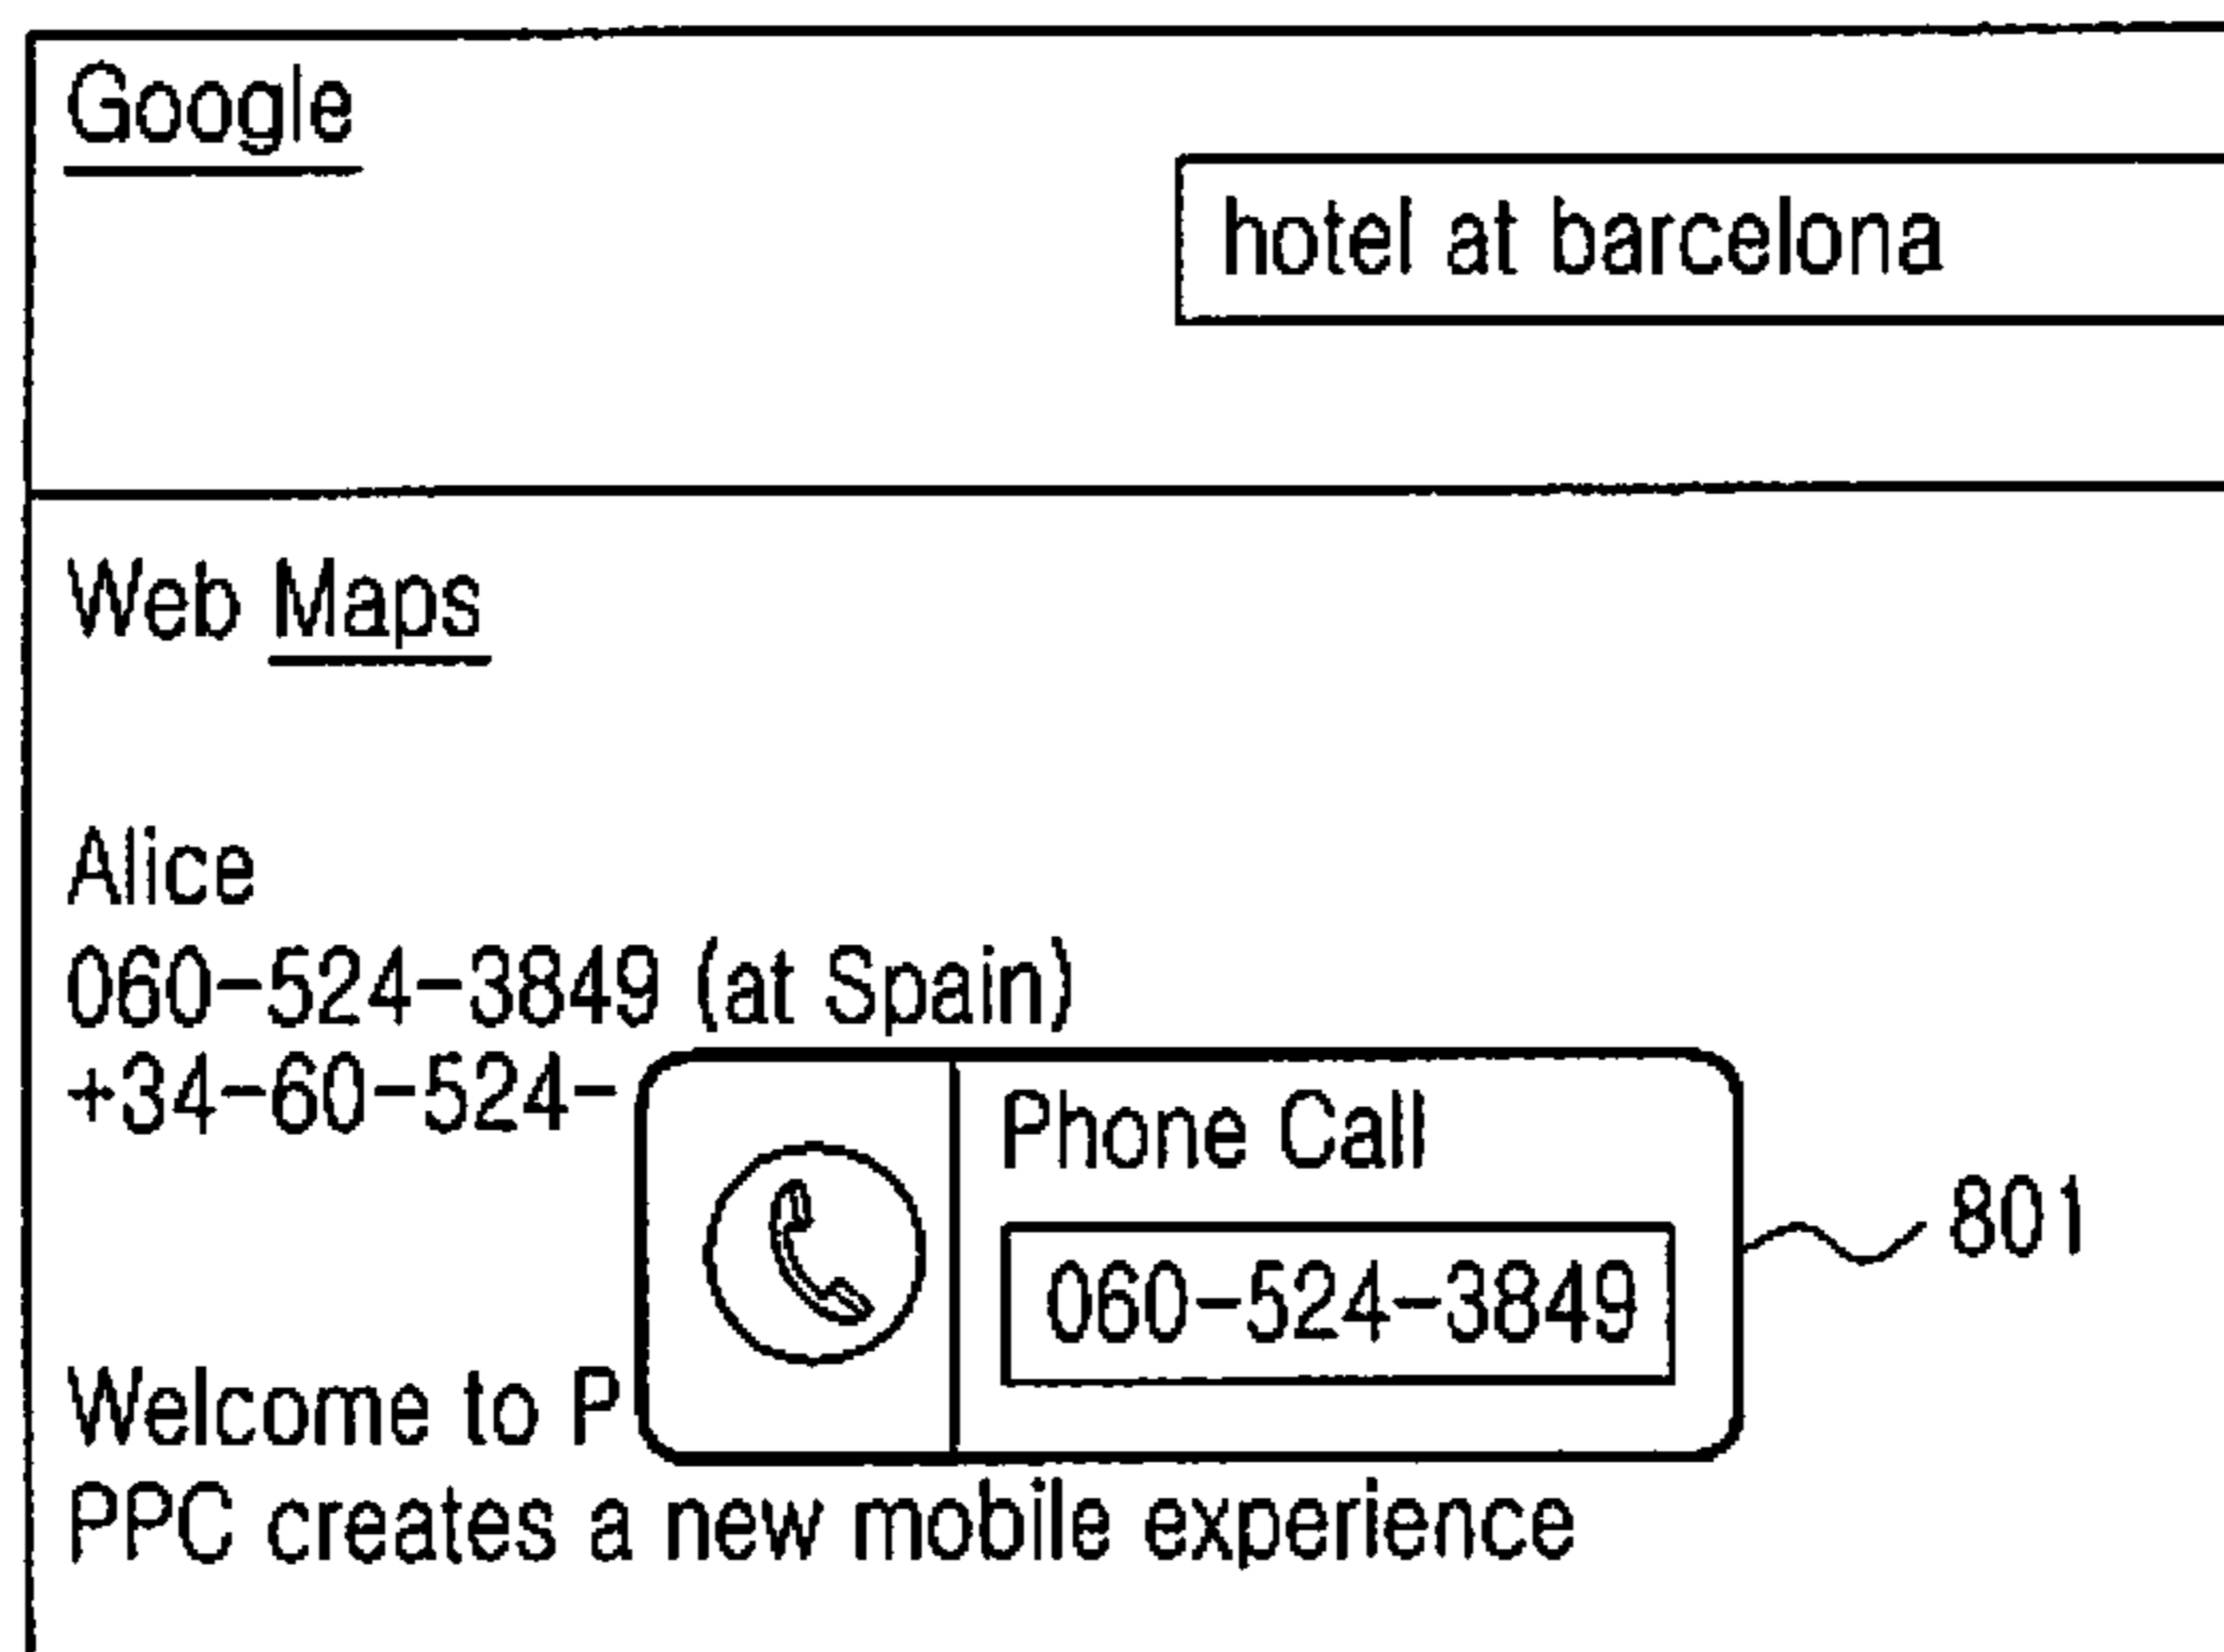 Google
hotel at barcelona
Web Maps
Alice
060-524-3849 (at Spain)
+34-60-524-
Phone Call
060-524-3849
801
Welcome to P
PPC creates a new mobile experience